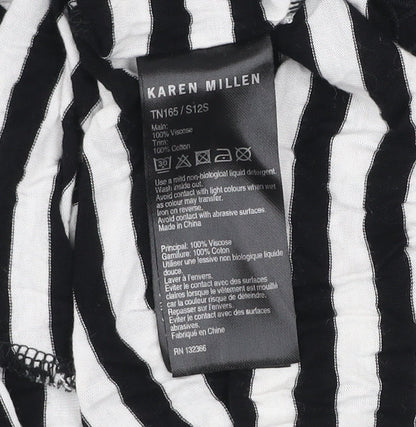 KAREN MILLEN
TN165 / S12S
Main:
100% Viscose
Trim:
100% Cotton
30
Use a mild non-biological liquid detergent.
Wash inside out.
Avoid contact with light colours when wet
as colour may transfer.
Iron on reverse.
Avoid contact with abrasive surfaces.
Made in China
Principal: 100% Viscose
Garniture: 100% Coton
Utiliser une lessive non biologique liquide
douce.
Laver à l'envers.
Eviter le contact avec des surfaces
claires lorsque le vêtement est mouillé
car la couleur risque de détendre.
Repasser sur l'envers.
Eviter le contact avec des surfaces
abrasives.
RN 132366